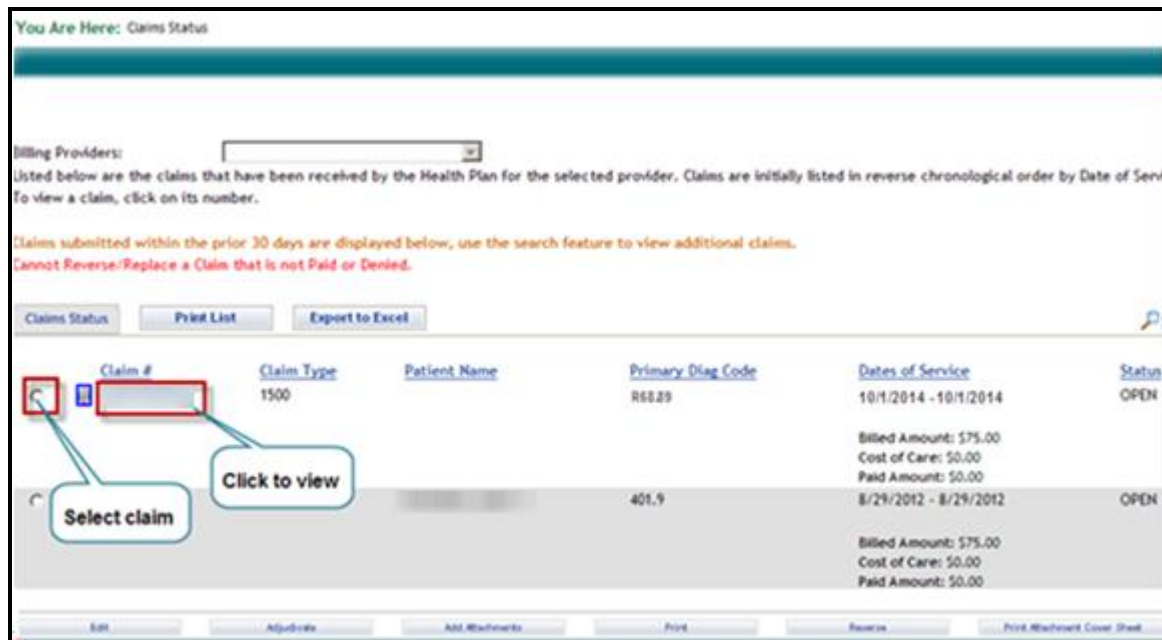 You Are Here: Claims Status
Billing Providers:
Listed below are the claims that have been received by the Health Plan for the selected provider. Claims are initially listed in reverse chronological order by Date of Serv
To view a claim, click on its number.
Claims submitted within the prior 30 days are displayed below, use the search feature to view additional claims.
Cannot Reverse/Replace a Claim that is not Paid or Denied.
Claims Status Print List Export to Excel
Claim # Claim Type Patient Name Primary Diag Code Dates of Service Status
1500 R68.89 10/1/2014 -10/1/2014 OPEN
Billed Amount: $75.00
Cost of Care: $0.00
Paid Amount: $0.00
Click to view
Select claim
401.9 8/29/2012 - 8/29/2012 OPEN
Billed Amount: $75.00
Cost of Care: $0.00
Paid Amount: $0.00
Edit Adjudicate Add Attachments Print Reverse Print Attachment Cover Sheet